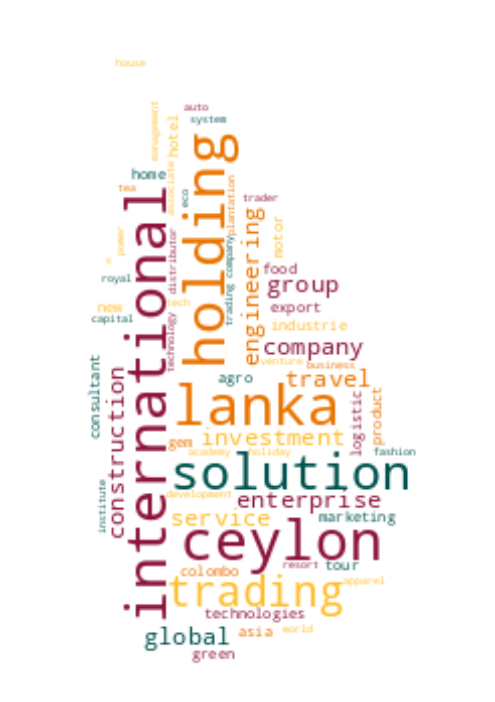 house
auto
system
management
hotel
holding
home
associate
eco
tea
international
plantation
trader
engineering
motor
power
distributor
trading company
food
royal
group
new
tech
export
capital
technology
industrie
company
venture
business
consultant
construction
agro
travel
lanka
logistic
product
gem
investment
academy
holiday
fashion
solution
institute
development
enterprise
service
marketing
ceylon
resort
tour
colombo
trading
apparel
technologies
global
asia
world
green